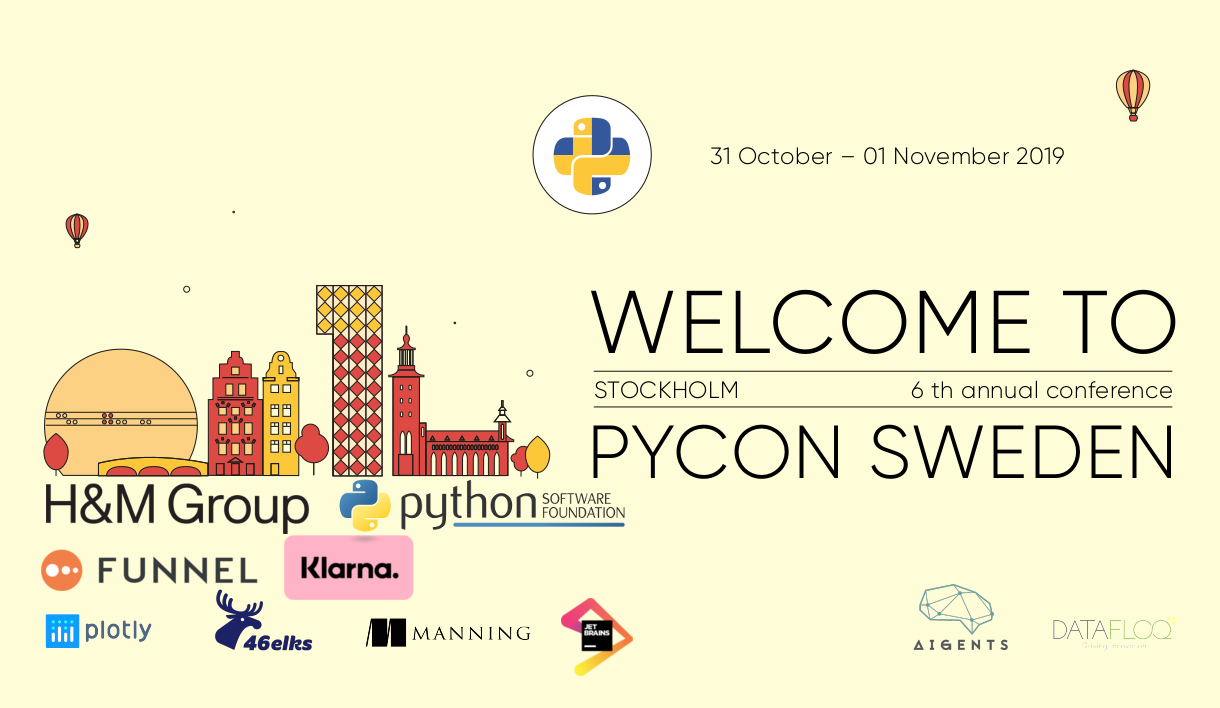 31 October – 01 November 2019
WELCOME TO
STOCKHOLM 6 th annual conference
PYCON SWEDEN
H&M Group
python SOFTWARE FOUNDATION
FUNNEL
Klarna.
plotly
46elks
MANNING
JET BRAINS
AIGENTS
DATAFLOQ